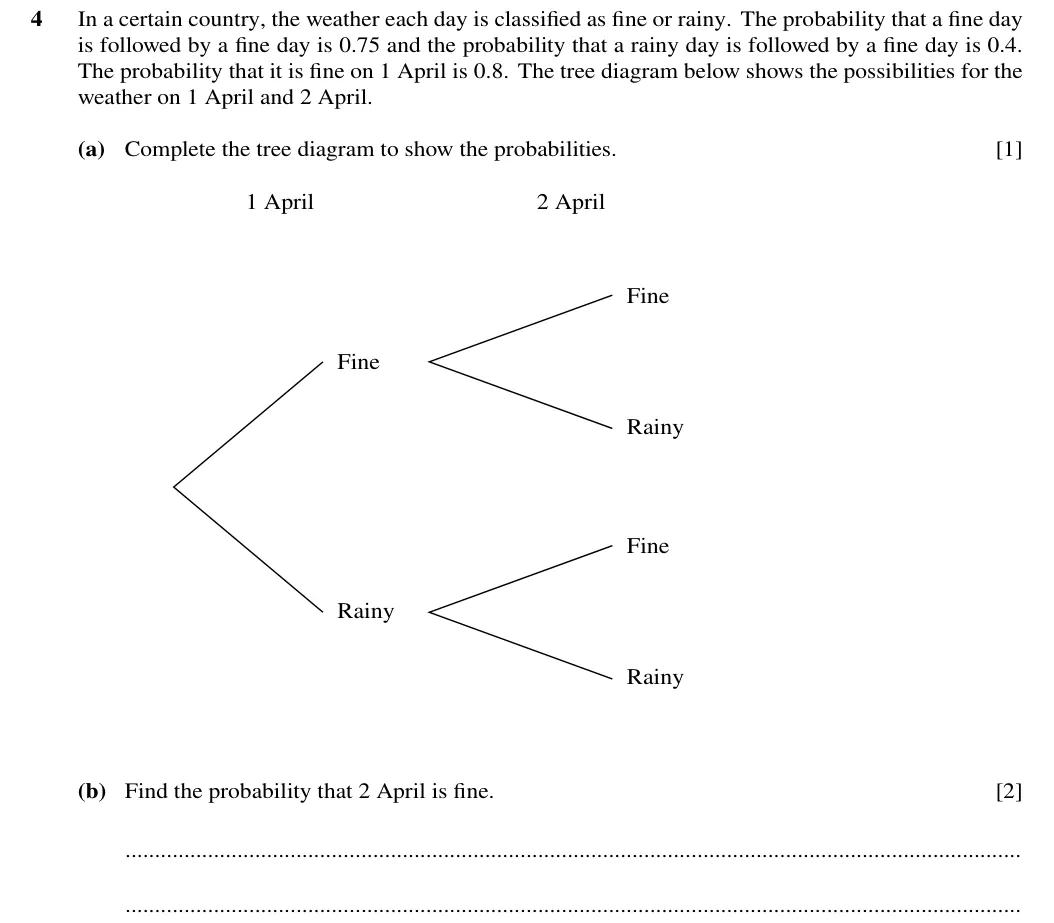 4 In a certain country, the weather each day is classified as fine or rainy. The probability that a fine day
is followed by a fine day is 0.75 and the probability that a rainy day is followed by a fine day is 0.4.
The probability that it is fine on 1 April is 0.8. The tree diagram below shows the possibilities for the
weather on 1 April and 2 April.
(a) Complete the tree diagram to show the probabilities. [1]
1 April 2 April
Fine
Fine
Rainy
Fine
Rainy
Rainy
(b) Find the probability that 2 April is fine. [2]